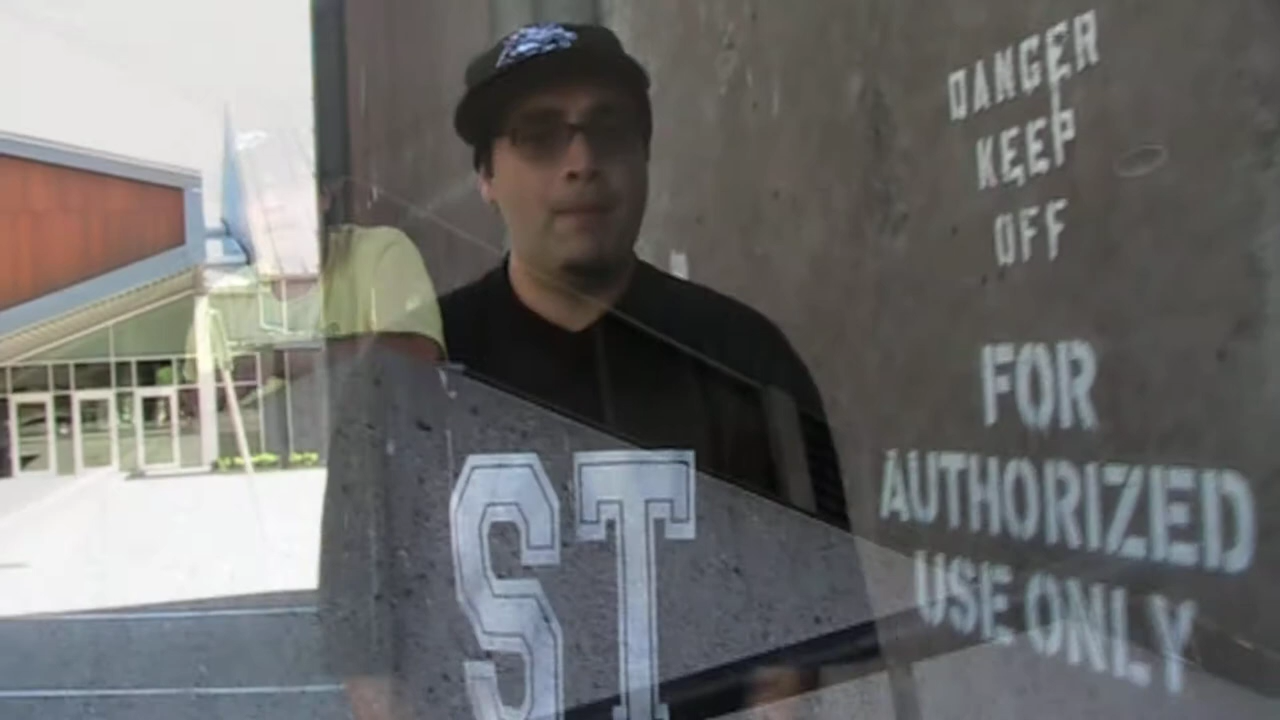 DANGER
KEEP
OFF
FOR
AUTHORIZED
USE ONLY
ST